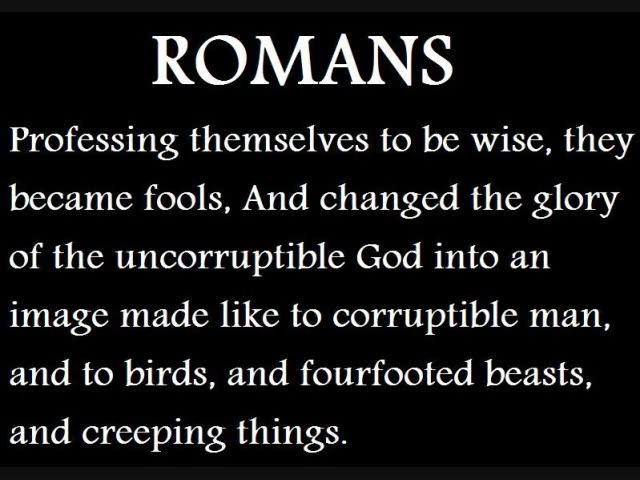 ROMANS
Professing themselves to be wise, they
became fools, And changed the glory
of the uncorruptible God into an
image made like to corruptible man,
and to birds, and fourfooted beasts,
and creeping things.